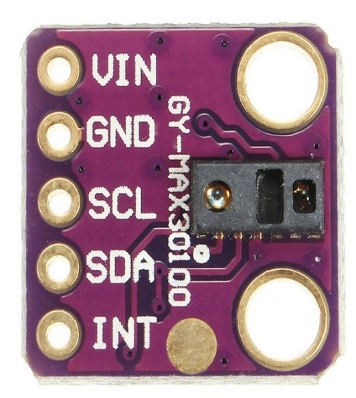 VIN
GND
SCL
SDA
INT
GY-MAX30100